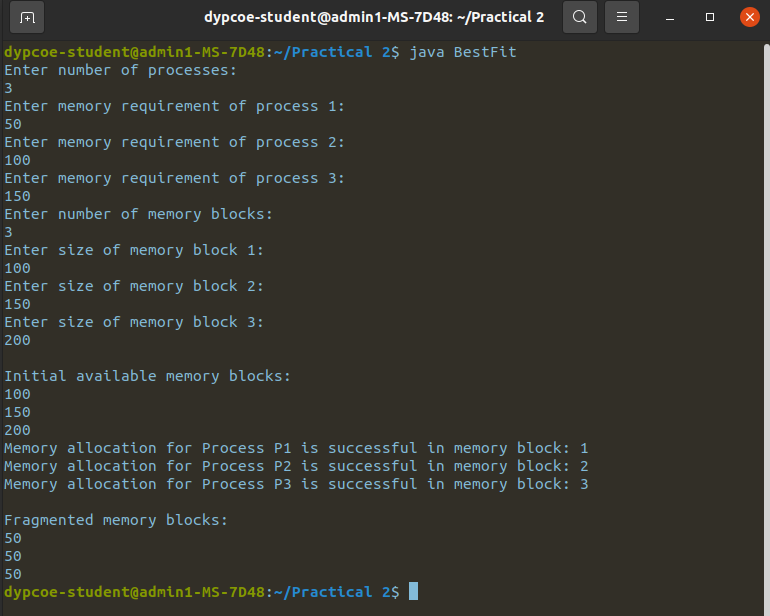 dypcoe-student@admin1-MS-7D48: ~/Practical 2
dypcoe-student@admin1-MS-7D48:~/Practical 2$ java BestFit
Enter number of processes:
3
Enter memory requirement of process 1:
50
Enter memory requirement of process 2:
100
Enter memory requirement of process 3:
150
Enter number of memory blocks:
3
Enter size of memory block 1:
100
Enter size of memory block 2:
150
Enter size of memory block 3:
200
Initial available memory blocks:
100
150
200
Memory allocation for Process P1 is successful in memory block: 1
Memory allocation for Process P2 is successful in memory block: 2
Memory allocation for Process P3 is successful in memory block: 3
Fragmented memory blocks:
50
50
50
dypcoe-student@admin1-MS-7D48:~/Practical 2$